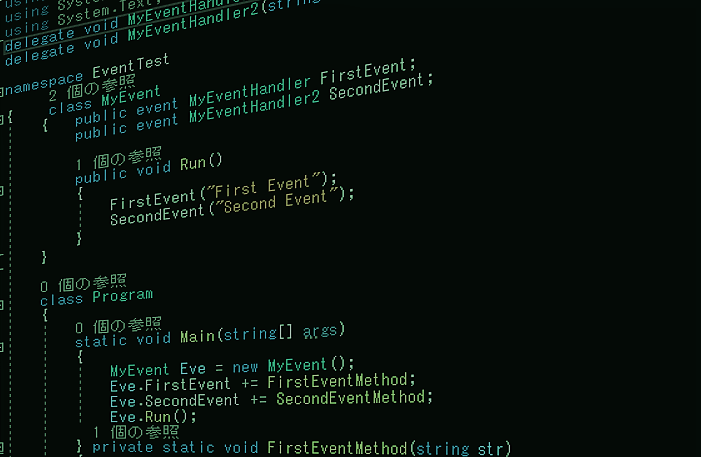 using System
using System.Text;
delegate void MyEventHandler
delegate void MyEventHandler2(string
namespace EventTest
{
2 個の参照
class MyEvent
{
public event MyEventHandler FirstEvent;
public event MyEventHandler2 SecondEvent;
1 個の参照
public void Run()
{
FirstEvent("First Event");
SecondEvent("Second Event");
}
}
0 個の参照
class Program
{
0 個の参照
static void Main(string[] args)
{
MyEvent Eve = new MyEvent();
Eve.FirstEvent += FirstEventMethod;
Eve.SecondEvent += SecondEventMethod;
Eve.Run();
1 個の参照
} private static void FirstEventMethod(string str)
{